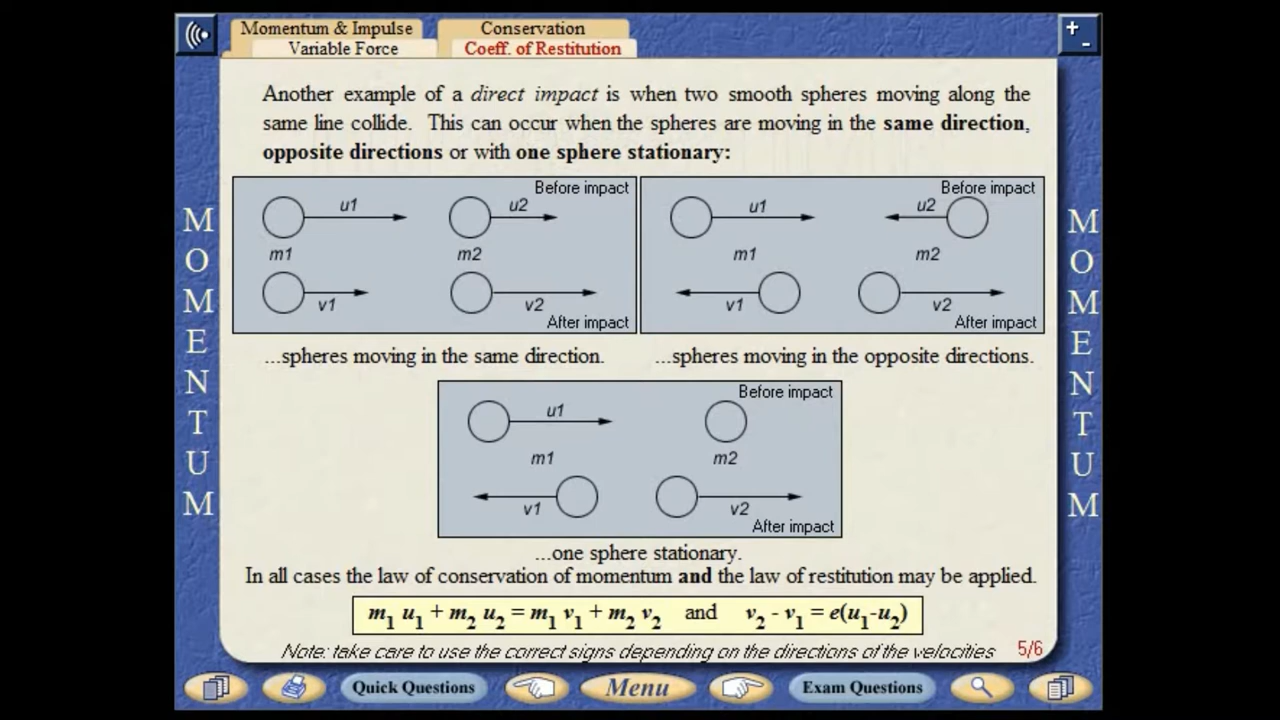 Momentum & Impulse
Conservation
Variable Force
Coeff. of Restitution
+
-
Another example of a direct impact is when two smooth spheres moving along the
same line collide. This can occur when the spheres are moving in the same direction,
opposite directions or with one sphere stationary:
MOMENTUM
MOMENTUM
Before impact
u1
u2
m1
m2
v1
v2
After impact
Before impact
u1
u2
m1
m2
v1
v2
After impact
...spheres moving in the same direction.
...spheres moving in the opposite directions.
Before impact
u1
m1
m2
v1
v2
After impact
...one sphere stationary.
In all cases the law of conservation of momentum and the law of restitution may be applied.
m₁ u₁ + m₂ u₂ = m₁ v₁ + m₂ v₂ and v₂ - v₁ = e(u₁-u₂)
Note: take care to use the correct signs depending on the directions of the velocities
5/6
Quick Questions
Menu
Exam Questions